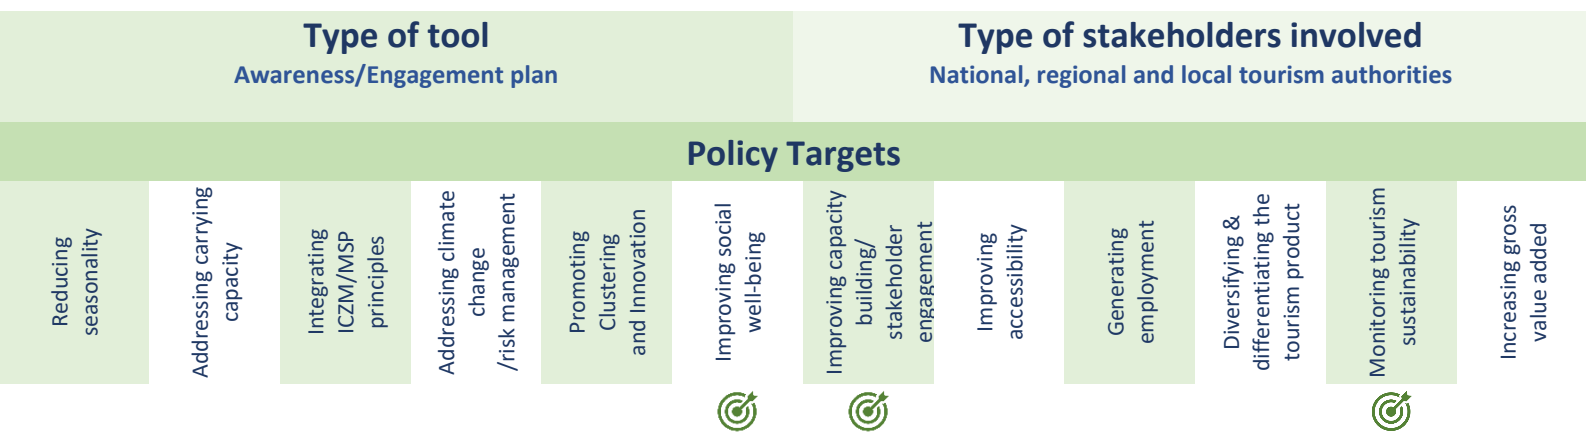 Type of tool
Awareness/Engagement plan
Type of stakeholders involved
National, regional and local tourism authorities
Policy Targets
Reducing
seasonality
Addressing carrying
capacity
Integrating
ICZM/MSP
principles
Addressing climate
change
/risk management
Promoting
Clustering
and Innovation
Improving social
well-being
Improving capacity
building/
stakeholder
engagement
Improving
accessibility
Generating
employment
Diversifying &
differentiating the
tourism product
Monitoring tourism
sustainability
Increasing gross
value added